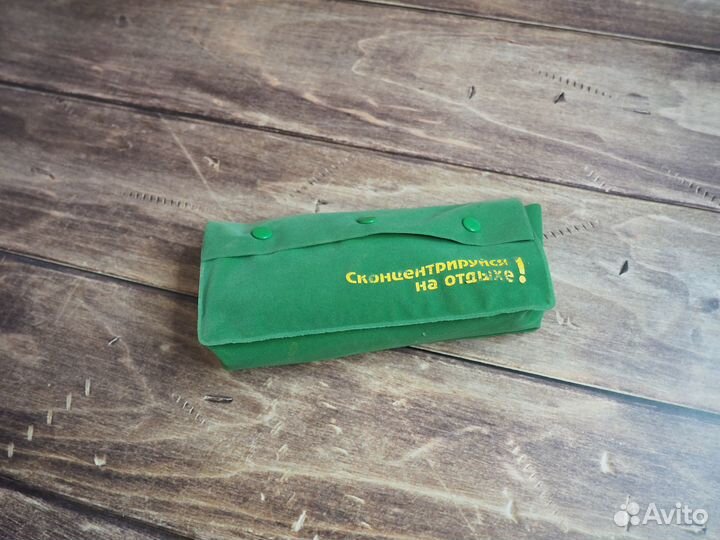 Сконцентрируйся
на отдыхе!
Avito